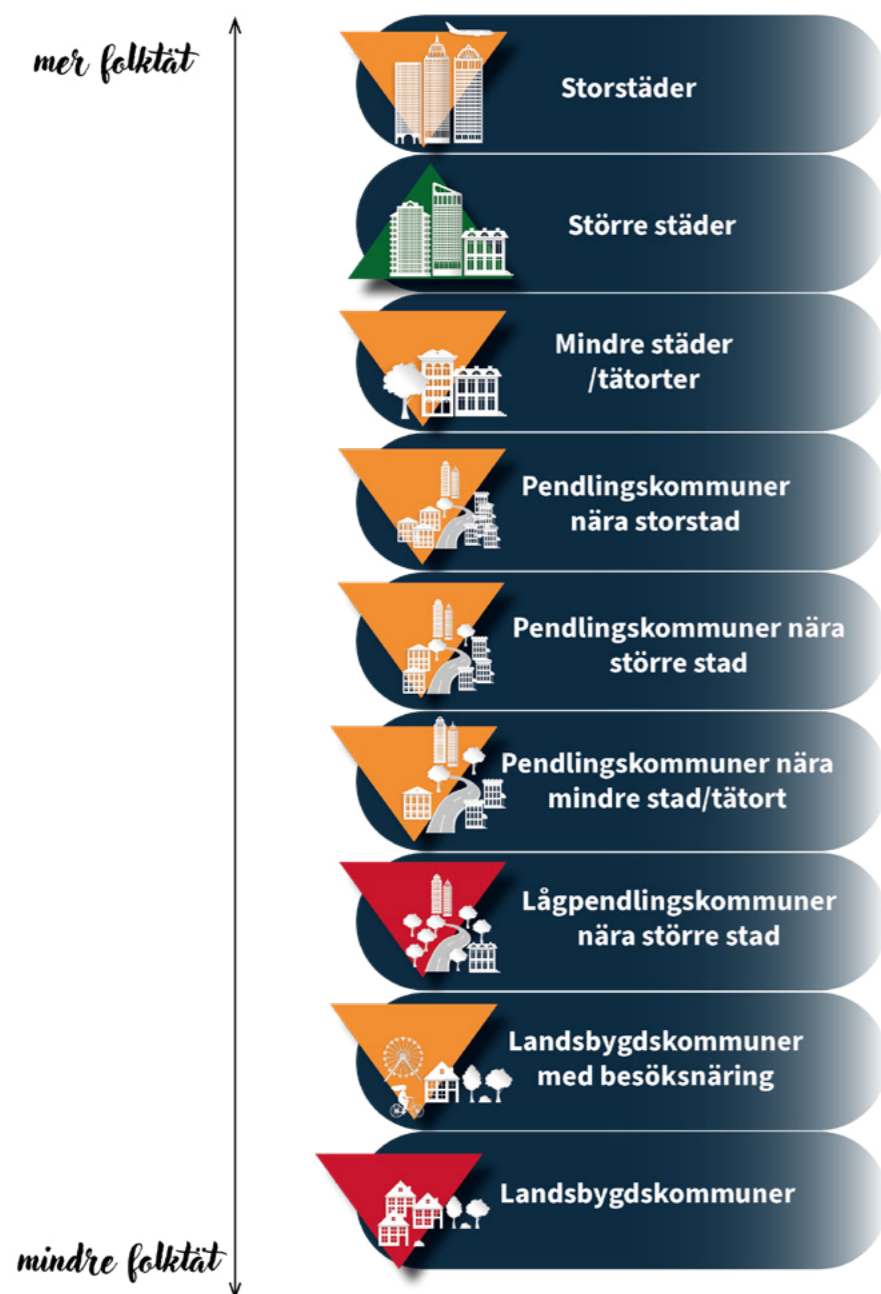 mer folktät
Storstäder
Större städer
Mindre städer
/tätorter
Pendlingskommuner
nära storstad
Pendlingskommuner nära
större stad
Pendlingskommuner nära
mindre stad/tätort
Lågpendlingskommuner
nära större stad
Landsbygdskommuner
med besöksnäring
Landsbygdskommuner
mindre folktät